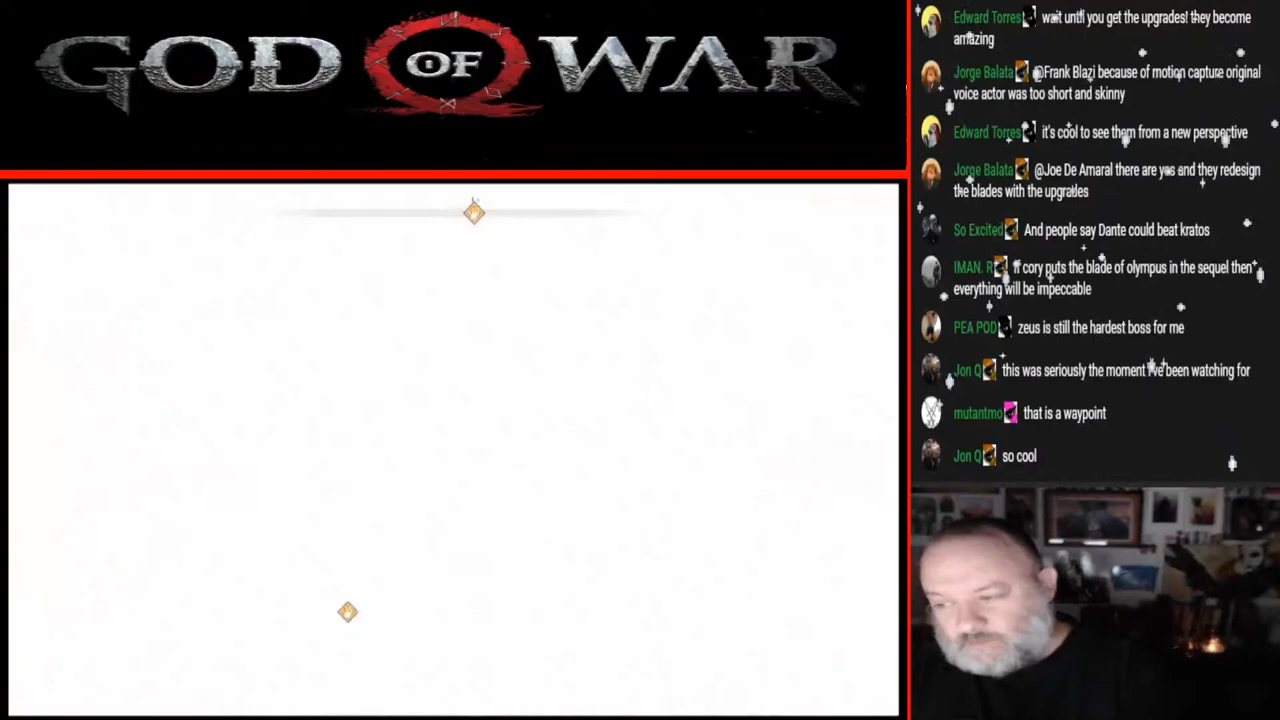 GOD OF WAR
Edward Torres wait until you get the upgrades! they become
amazing
Jorge Balata @Frank Blazi because of motion capture original
voice actor was too short and skinny
Edward Torres it's cool to see them from a new perspective
Jorge Balata @Joe De Amaral there are yes and they redesign
the blades with the upgrades
So Excited And people say Dante could beat kratos
IMAN. R if cory puts the blade of olympus in the sequel then
everything will be impeccable
PEA POD zeus is still the hardest boss for me
Jon Q this was seriously the moment I've been watching for
mutantmo that is a waypoint
Jon Q so cool